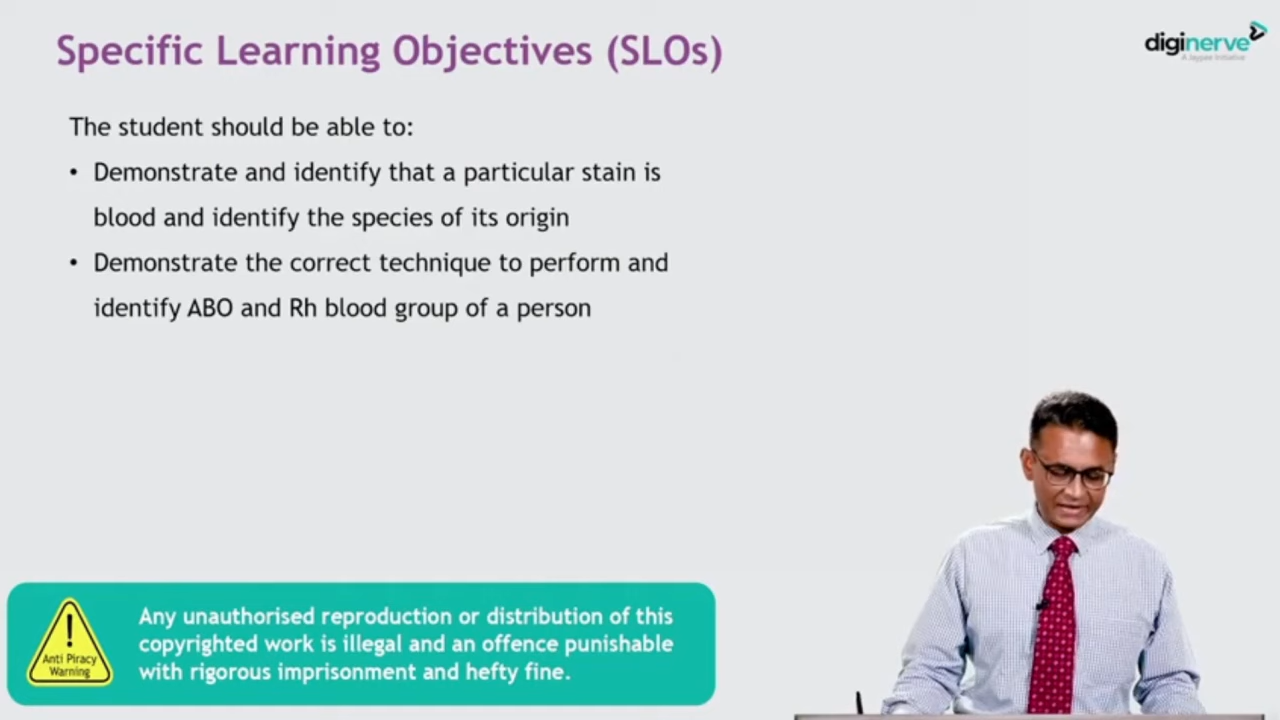 Specific Learning Objectives (SLOs)
diginerve
A Jaypee Initiative
The student should be able to:
• Demonstrate and identify that a particular stain is
blood and identify the species of its origin
• Demonstrate the correct technique to perform and
identify ABO and Rh blood group of a person
Any unauthorised reproduction or distribution of this
copyrighted work is illegal and an offence punishable
with rigorous imprisonment and hefty fine.
Anti Piracy
Warning